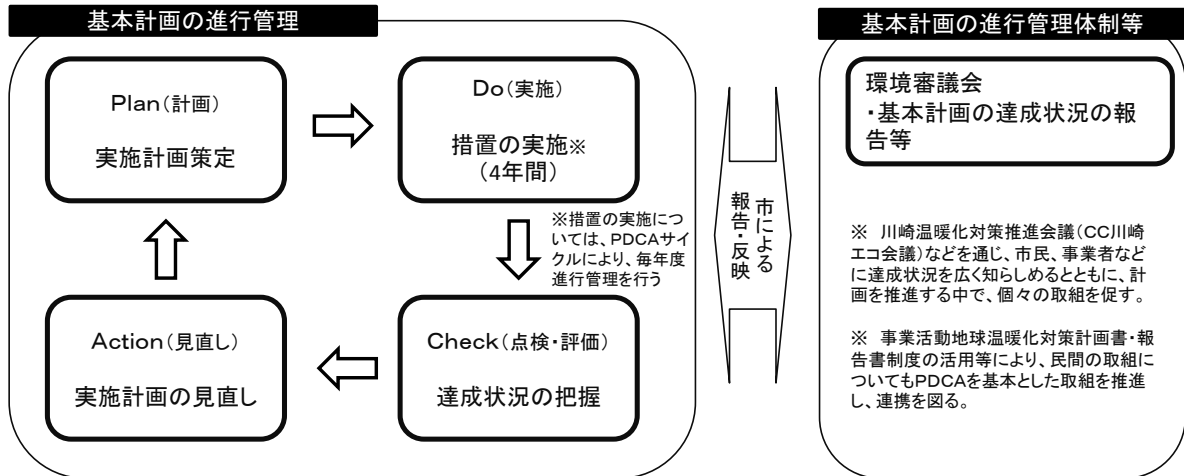 基本計画の進行管理
Plan(計画)
実施計画策定
Do(実施)
措置の実施※
(4年間)
※措置の実施につ
いては、PDCAサイ
クルにより、毎年度
進行管理を行う
Action(見直し)
実施計画の見直し
Check(点検・評価)
達成状況の把握
市による
報告・反映
基本計画の進行管理体制等
環境審議会
・基本計画の達成状況の報
告等
※ 川崎温暖化対策推進会議(CC川崎
エコ会議)などを通じ、市民、事業者など
に達成状況を広く知らしめるとともに、計
画を推進する中で、個々の取組を促す。
※ 事業活動地球温暖化対策計画書・報
告書制度の活用等により、民間の取組に
ついてもPDCAを基本とした取組を推進
し、連携を図る。